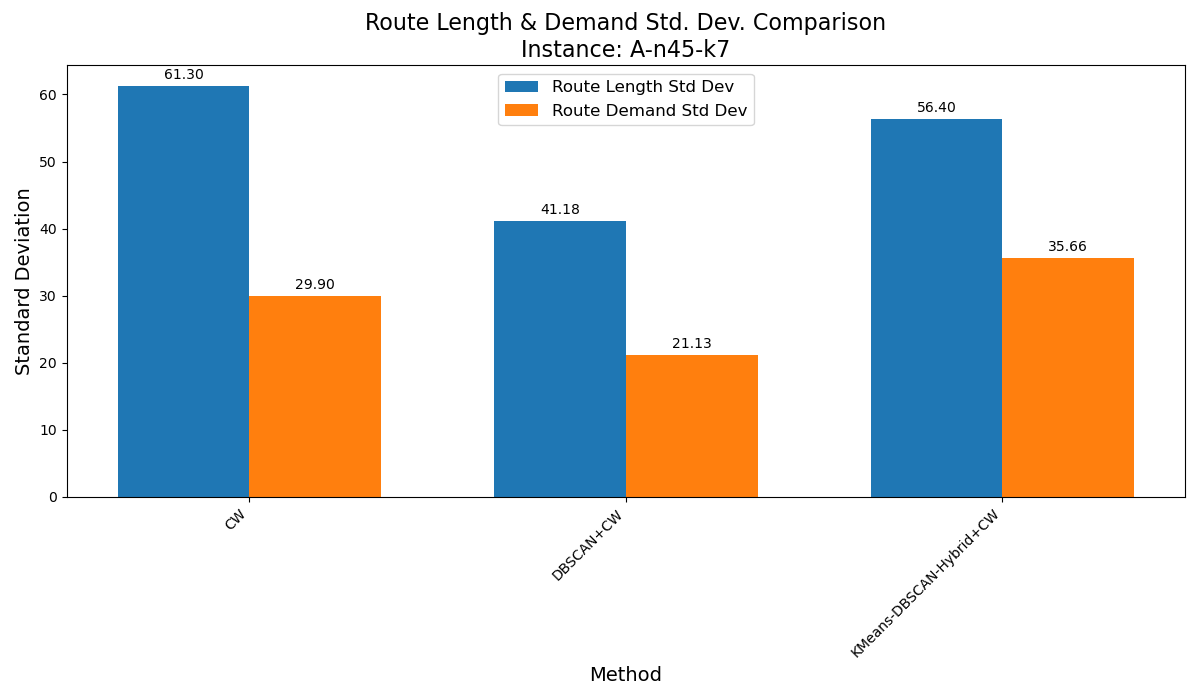 Route Length & Demand Std. Dev. Comparison
Instance: A-n45-k7
Route Length Std Dev
Route Demand Std Dev
61.30
29.90
41.18
21.13
56.40
35.66
Standard Deviation
60
50
40
30
20
10
0
CW
DBSCAN+CW
KMeans-DBSCAN-Hybrid+CW
Method